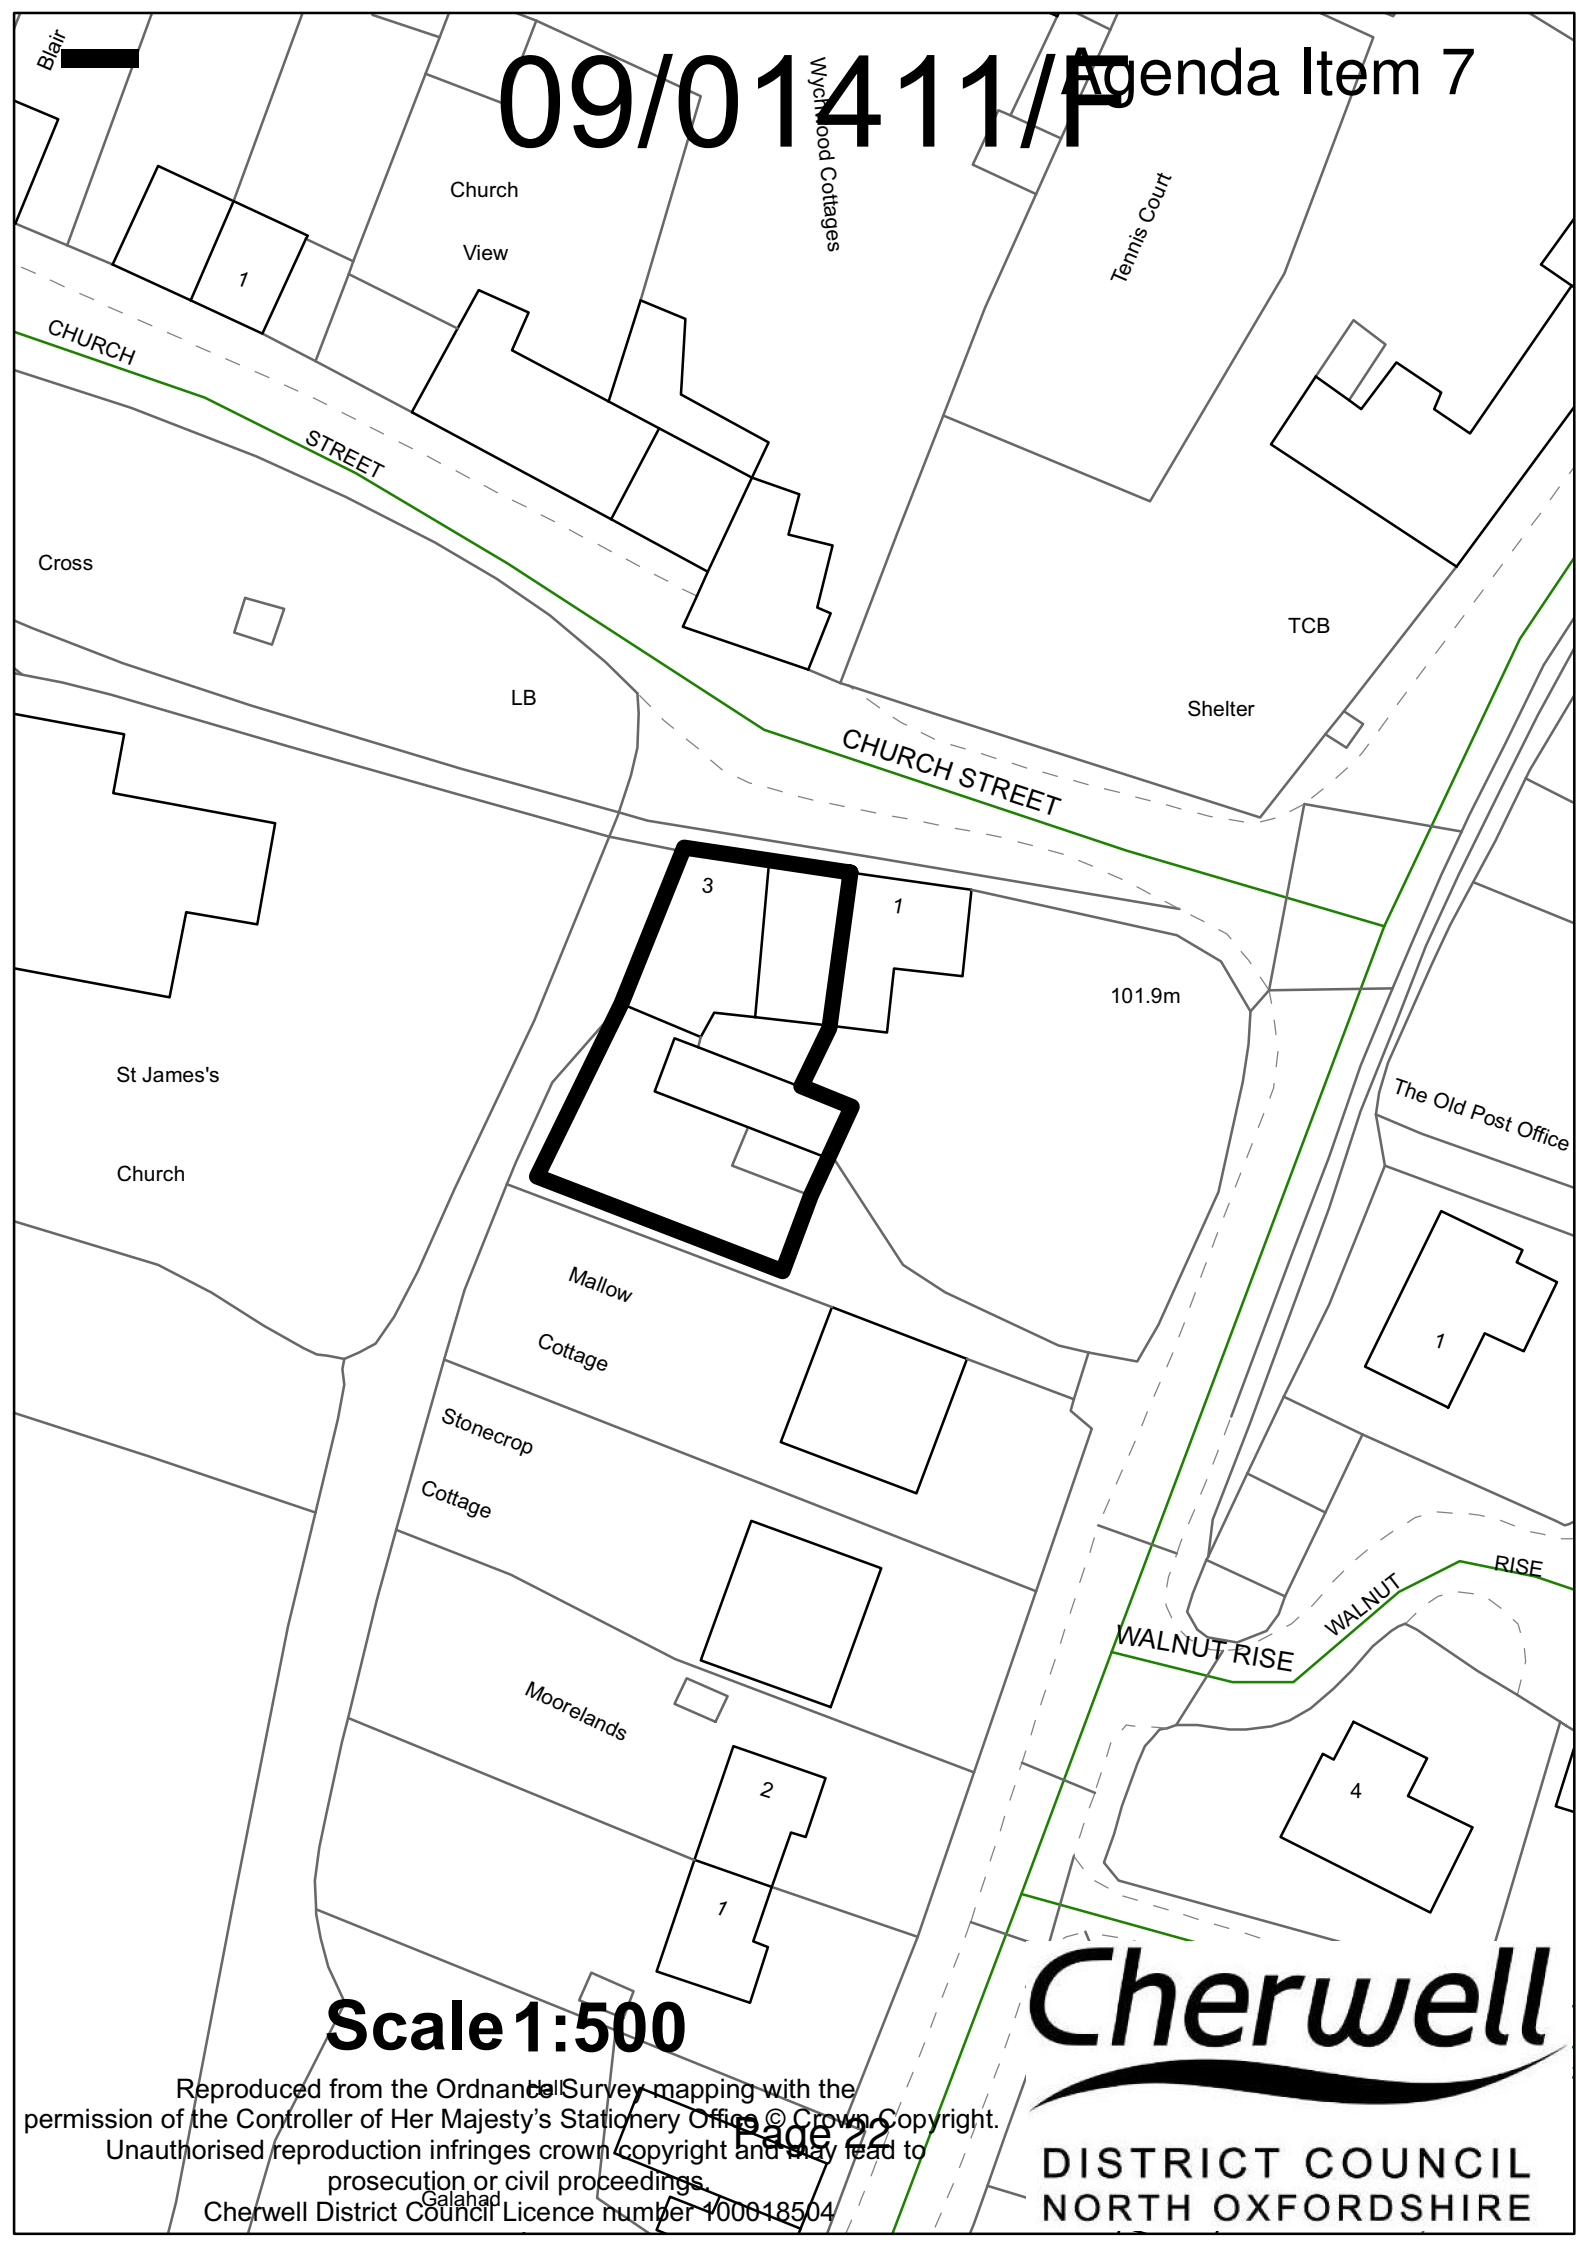 Blair
09/01411/F
Agenda Item 7
Wychwood Cottages
Church
View
Tennis Court
1
CHURCH
STREET
Cross
TCB
LB
Shelter
CHURCH STREET
3
1
101.9m
St James's
The Old Post Office
Church
Mallow
Cottage
1
Stonecrop
Cottage
RISE
WALNUT
WALNUT RISE
Moorelands
2
4
1
Scale 1:500
Cherwell
DISTRICT COUNCIL
NORTH OXFORDSHIRE
Hall
Reproduced from the Ordnance Survey mapping with the
permission of the Controller of Her Majesty’s Stationery Office © Crown Copyright.
Page 22
Unauthorised reproduction infringes crown copyright and may lead to
prosecution or civil proceedings.
Galahad
Cherwell District Council Licence number 100018504